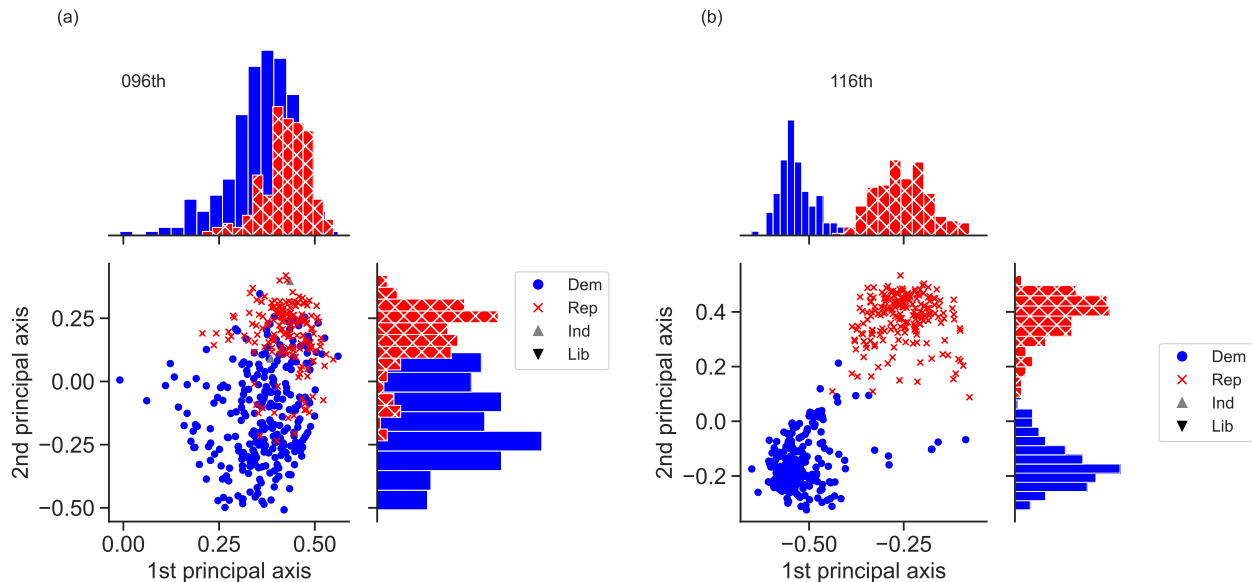 (a)
096th
0.25
0.00
−0.25
−0.50
2nd principal axis
0.00
0.25
0.50
1st principal axis
Dem
Rep
Ind
Lib
(b)
116th
0.4
0.2
0.0
−0.2
2nd principal axis
−0.50
−0.25
1st principal axis
Dem
Rep
Ind
Lib